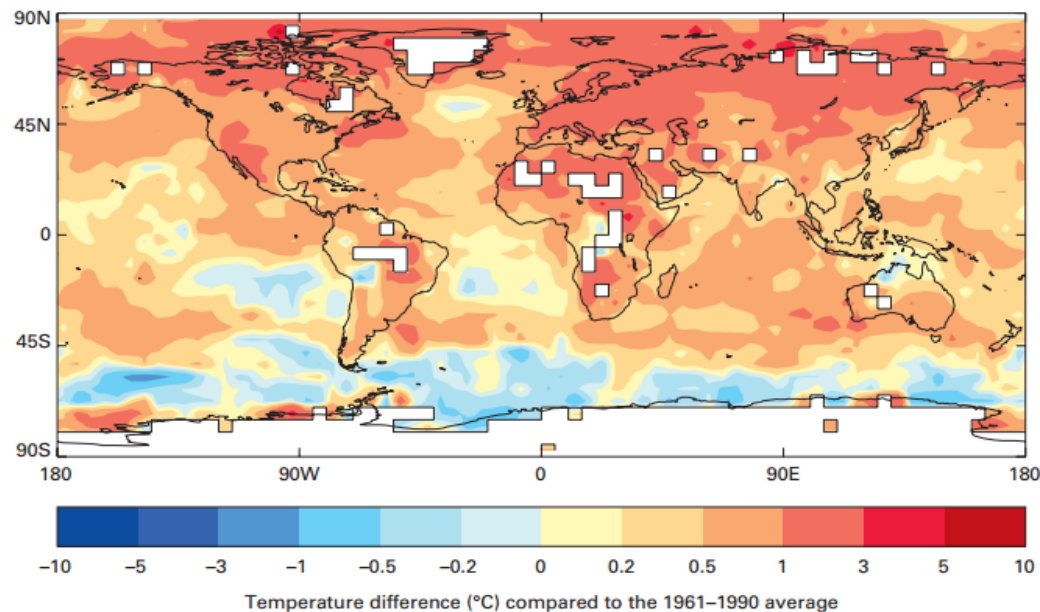 90N
45N
0
45S
90S
180 90W 0 90E 180
–10 –5 –3 –1 –0.5 –0.2 0 0.2 0.5 1 3 5 10
Temperature difference (°C) compared to the 1961–1990 average